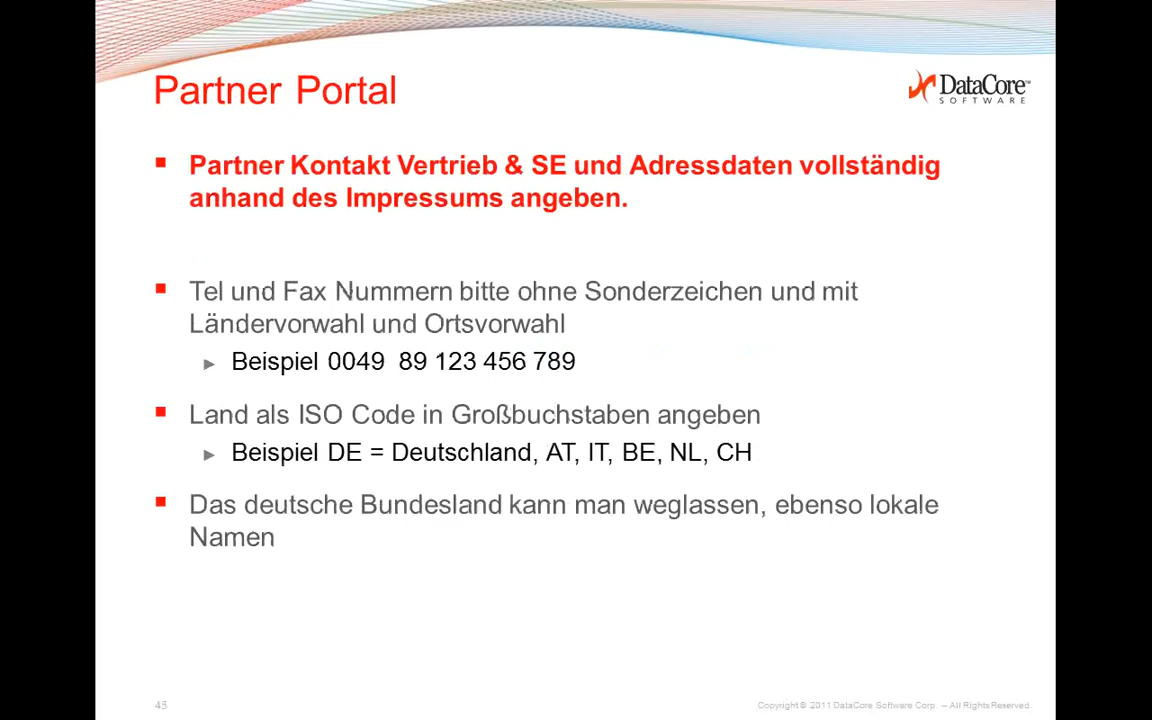 Partner Portal
DataCore™
SOFTWARE
Partner Kontakt Vertrieb & SE und Adressdaten vollständig
anhand des Impressums angeben.
Tel und Fax Nummern bitte ohne Sonderzeichen und mit
Ländervorwahl und Ortsvorwahl
Beispiel 0049  89 123 456 789
Land als ISO Code in Großbuchstaben angeben
Beispiel DE = Deutschland, AT, IT, BE, NL, CH
Das deutsche Bundesland kann man weglassen, ebenso lokale
Namen
45
Copyright © 2011 DataCore Software Corp. – All Rights Reserved.